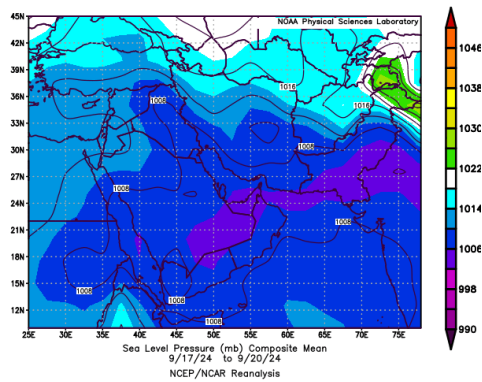 NOAA Physical Sciences Laboratory
45N
42N
39N
36N
33N
30N
27N
24N
21N
18N
15N
12N
1016
1016
1008
1008
1008
1008
1008
1008
1008
25E 30E 35E 40E 45E 50E 55E 60E 65E 70E 75E
1046
1038
1030
1022
1014
1006
998
990
Sea Level Pressure (mb) Composite Mean
9/17/24 to 9/20/24
NCEP/NCAR Reanalysis